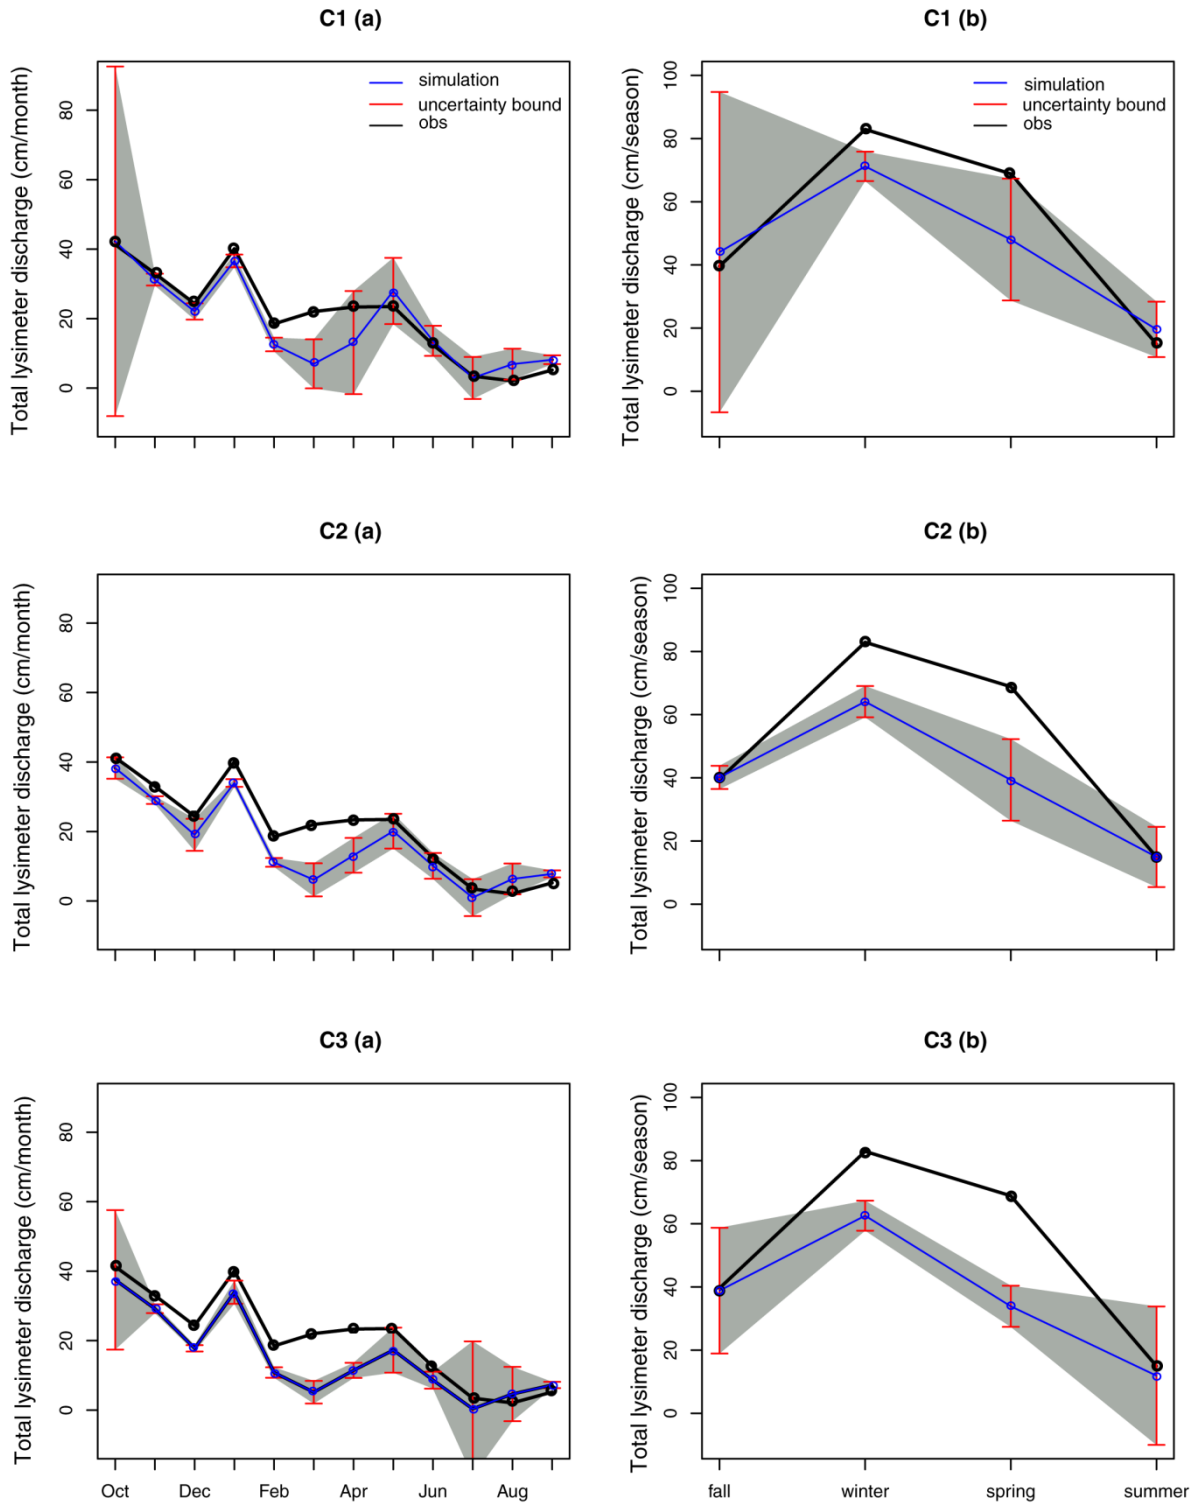 C1 (a)
Total lysimeter discharge (cm/month)
80
60
40
20
0
simulation
uncertainty bound
obs
C1 (b)
Total lysimeter discharge (cm/season)
100
80
60
40
20
0
simulation
uncertainty bound
obs
C2 (a)
Total lysimeter discharge (cm/month)
80
60
40
20
0
C2 (b)
Total lysimeter discharge (cm/season)
100
80
60
40
20
0
C3 (a)
Total lysimeter discharge (cm/month)
80
60
40
20
0
Oct Dec Feb Apr Jun Aug
C3 (b)
Total lysimeter discharge (cm/season)
100
80
60
40
20
0
fall winter spring summer